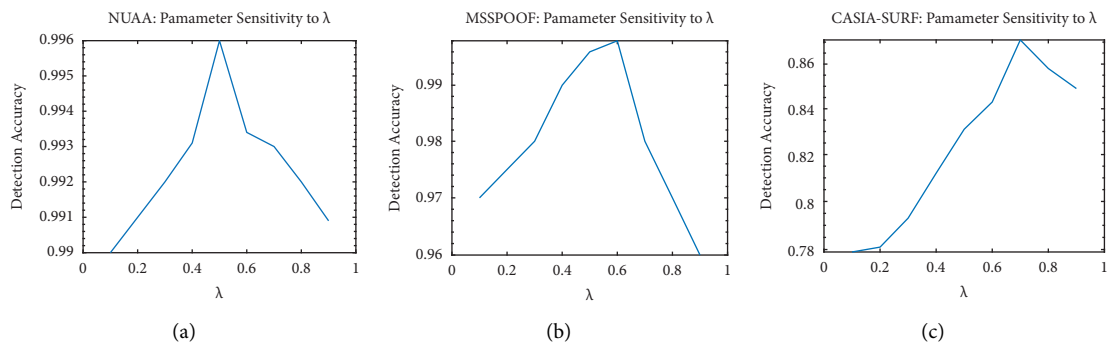 NUAA: Pamameter Sensitivity to λ
0.996
0.995
0.994
0.993
0.992
0.991
0.99
Detection Accuracy
0 0.2 0.4 0.6 0.8 1
λ
(a)
MSSPOOF: Pamameter Sensitivity to λ
0.99
0.98
0.97
0.96
Detection Accuracy
0 0.2 0.4 0.6 0.8 1
λ
(b)
CASIA-SURF: Pamameter Sensitivity to λ
0.86
0.84
0.82
0.8
0.78
Detection Accuracy
0 0.2 0.4 0.6 0.8 1
λ
(c)